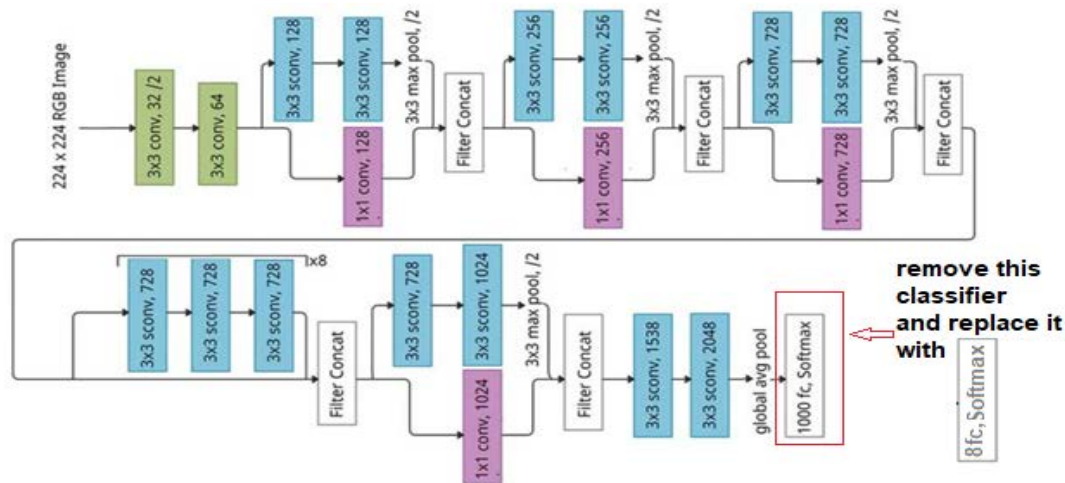 224 x 224 RGB Image
3x3 conv, 32 /2
3x3 conv, 64
3x3 sconv, 128
3x3 sconv, 128
3x3 max pool, /2
1x1 conv, 128
Filter Concat
3x3 sconv, 256
3x3 sconv, 256
3x3 max pool, /2
1x1 conv, 256
Filter Concat
3x3 sconv, 728
3x3 sconv, 728
3x3 max pool, /2
1x1 conv, 728
Filter Concat
3x3 sconv, 728
3x3 sconv, 728
3x3 sconv, 728
x8
Filter Concat
3x3 sconv, 728
3x3 sconv, 1024
3x3 max pool, /2
1x1 conv, 1024
Filter Concat
3x3 sconv, 1538
3x3 sconv, 2048
global avg pool
1000 fc, Softmax
remove this
classifier
and replace it
with
8fc, Softmax